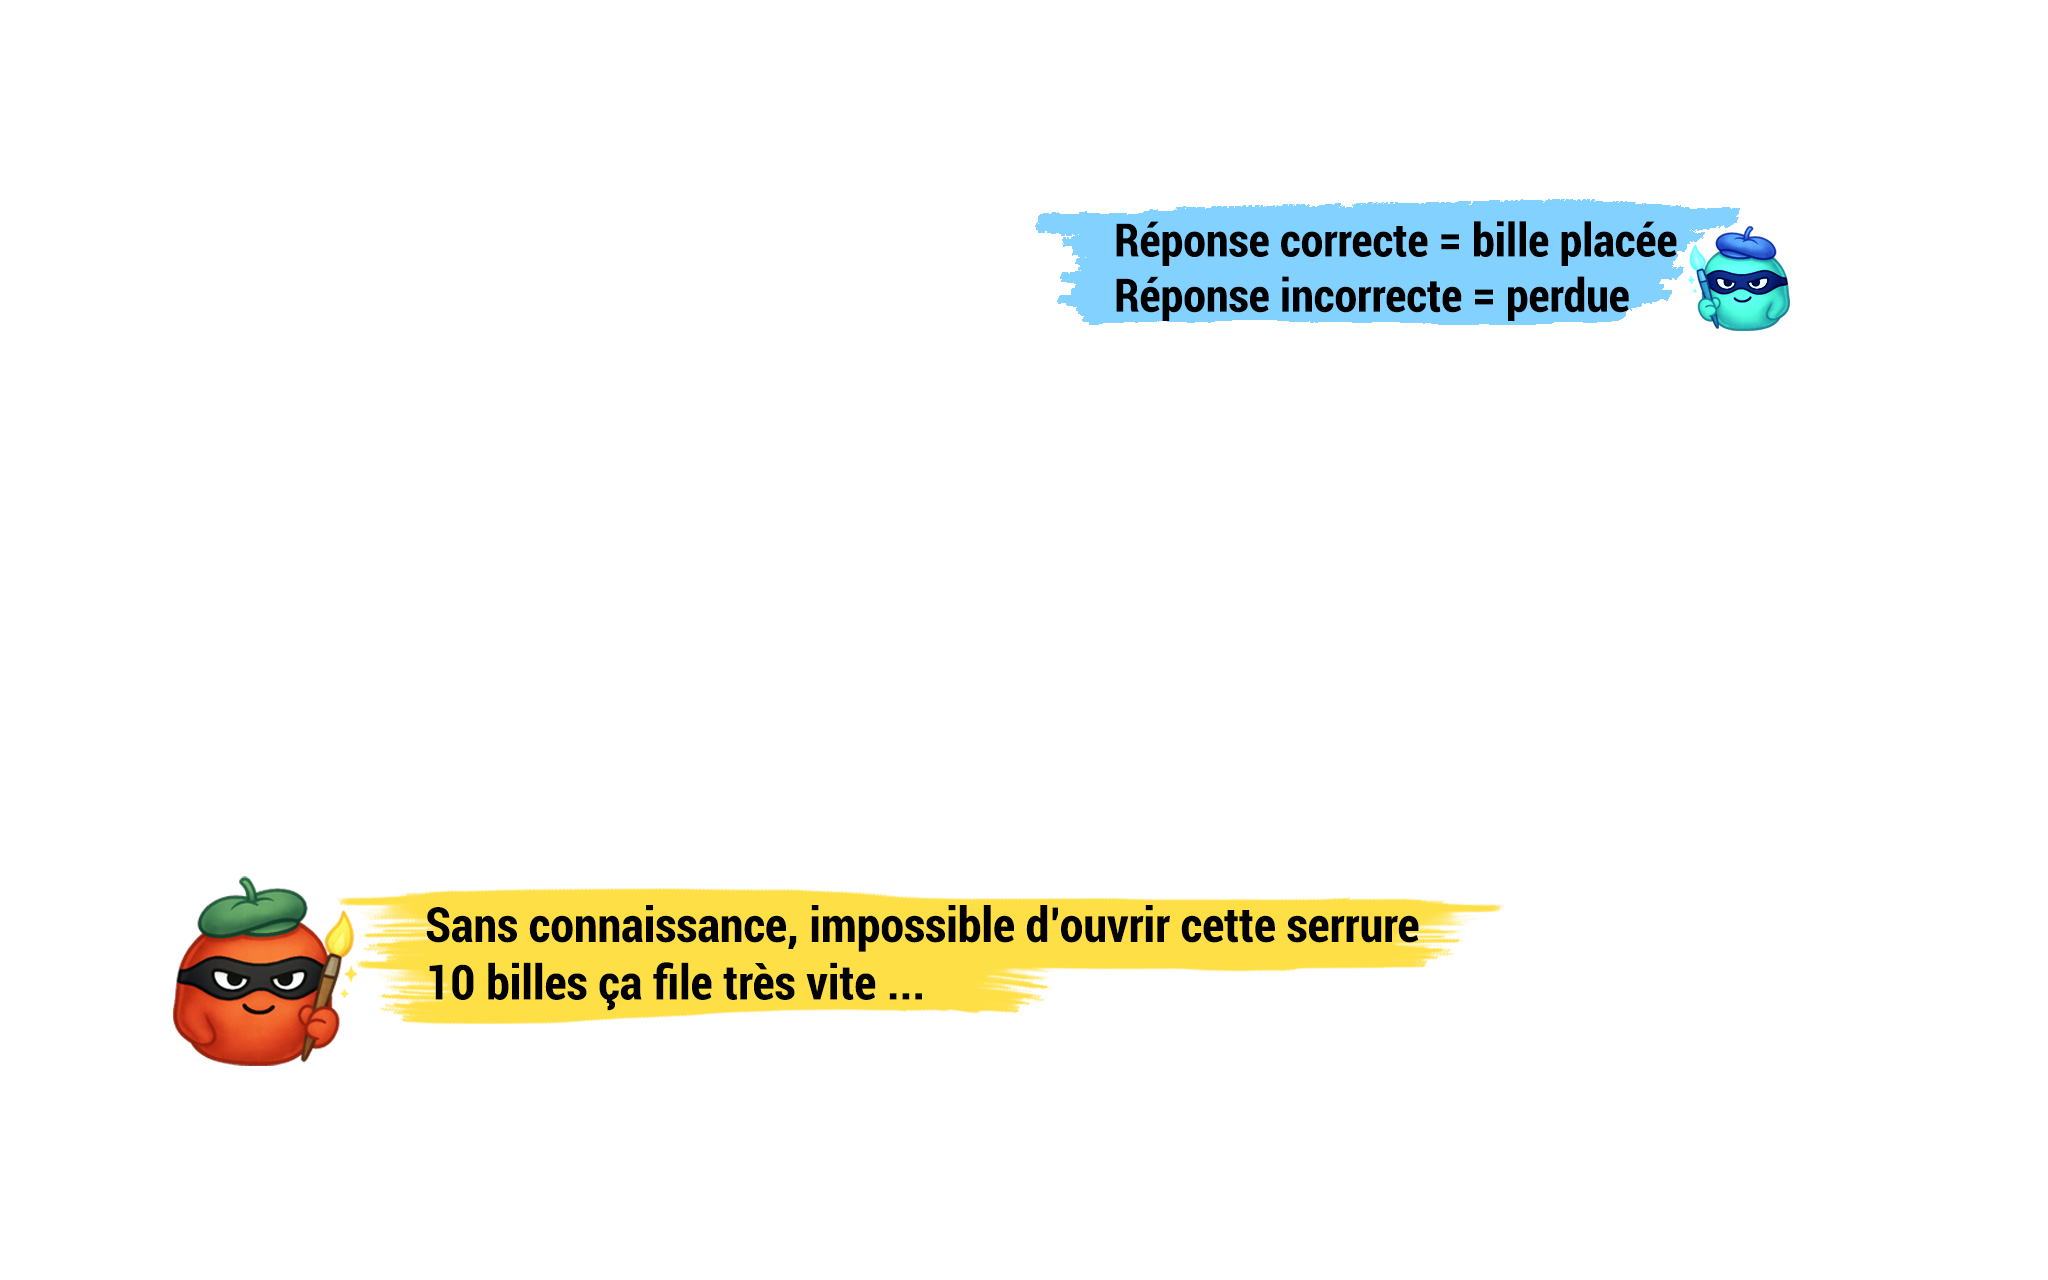 Réponse correcte = bille placée
Réponse incorrecte = perdue
Sans connaissance, impossible d'ouvrir cette serrure
10 billes ça file très vite ...